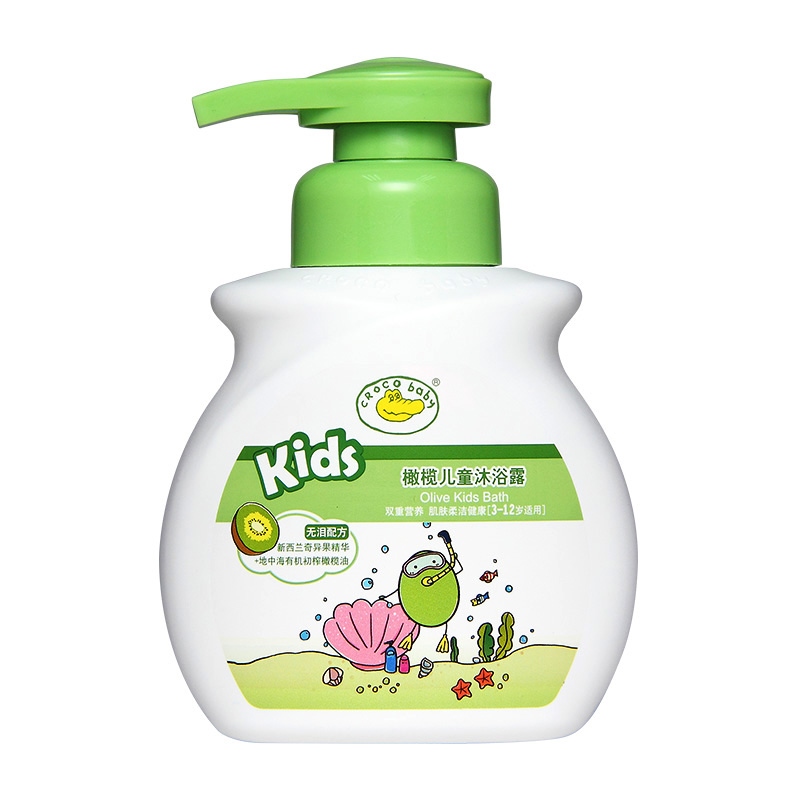 CROCO baby®
Kids
橄榄儿童沐浴露
Olive Kids Bath
双重营养 肌肤柔洁健康[3-12岁适用]
无泪配方
新西兰奇异果精华
+地中海有机初榨橄榄油